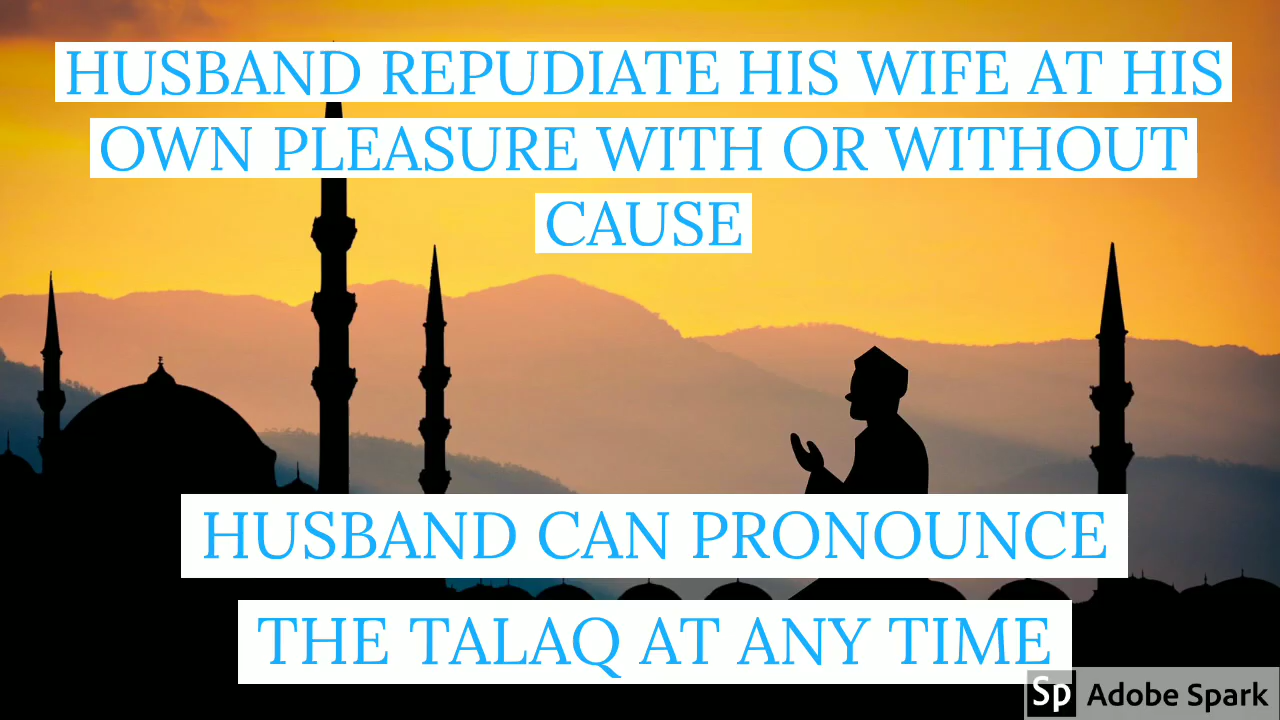 HUSBAND REPUDIATE HIS WIFE AT HIS
OWN PLEASURE WITH OR WITHOUT
CAUSE
HUSBAND CAN PRONOUNCE
THE TALAQ AT ANY TIME
Sp Adobe Spark